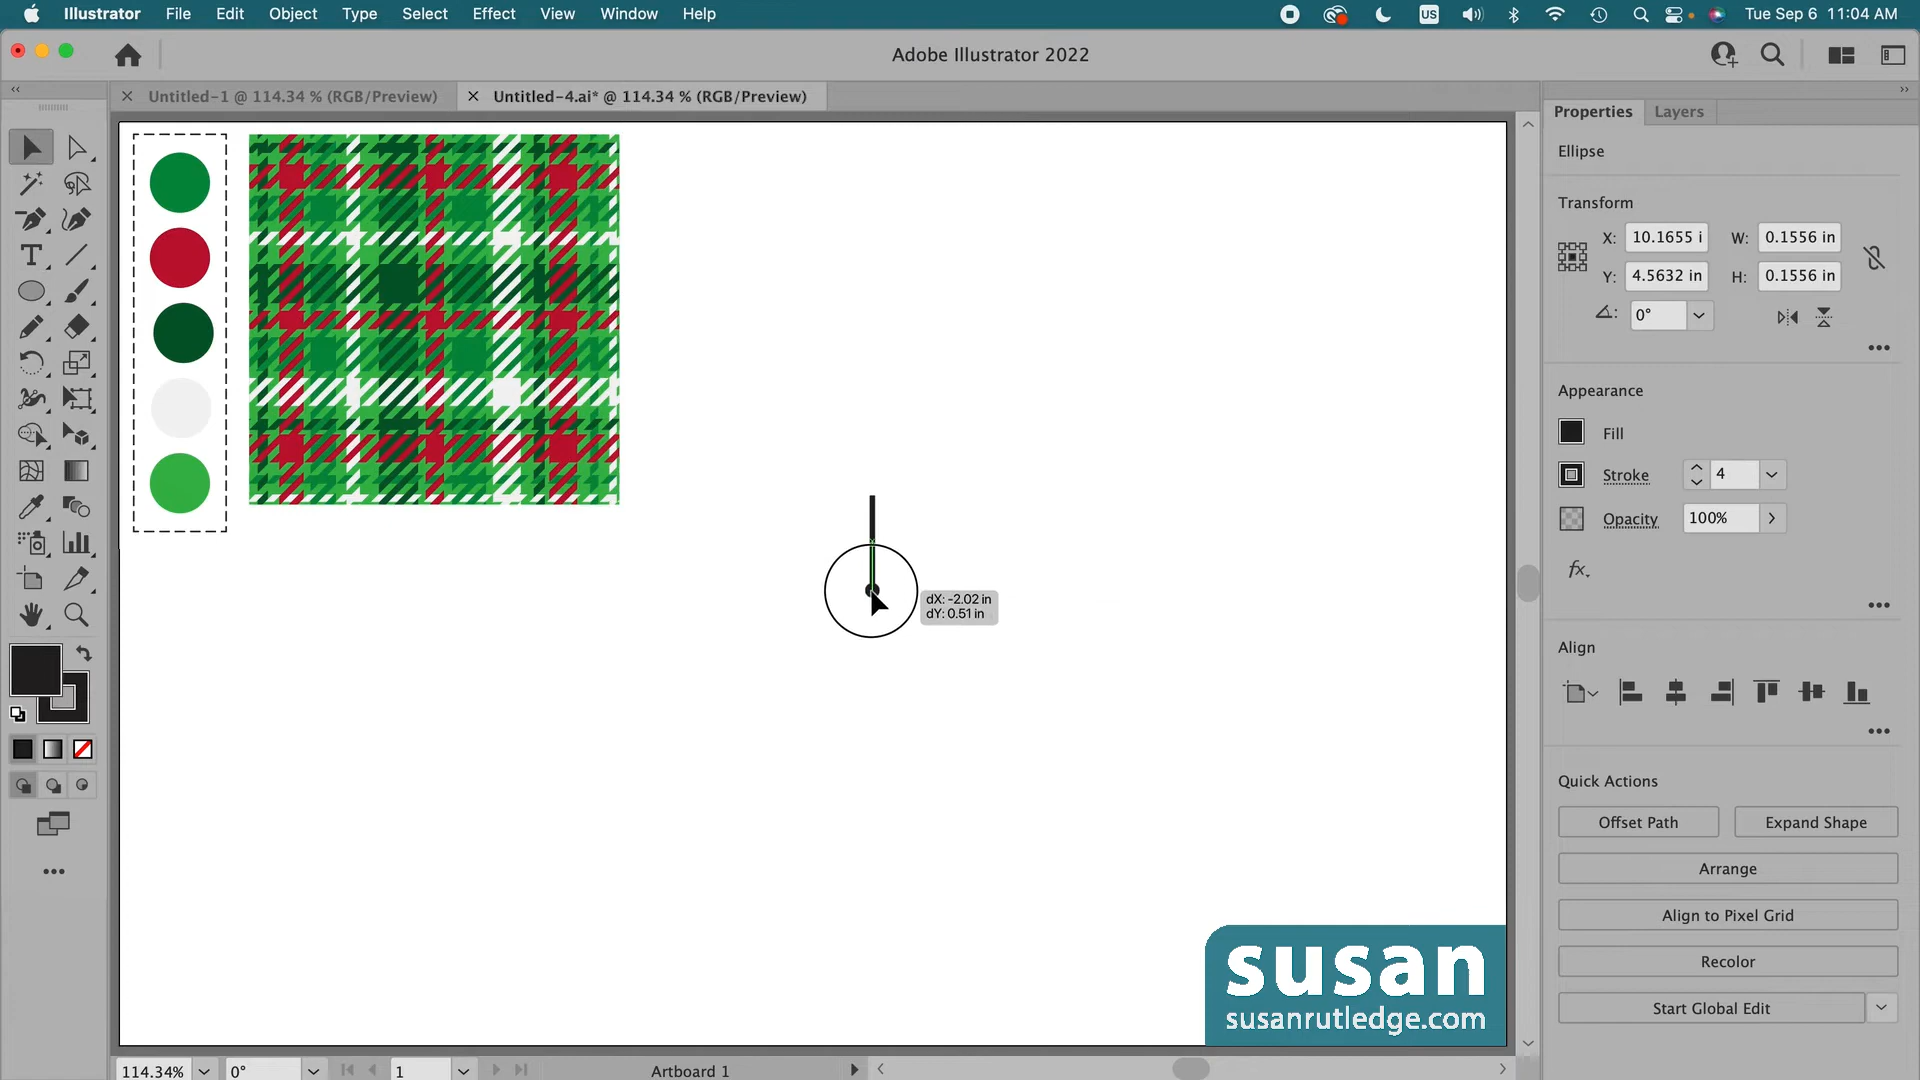 Illustrator File Edit Object Type Select Effect View Window Help US Tue Sep 6 11:04 AM
Adobe Illustrator 2022
Untitled-1 @ 114.34 % (RGB/Preview) Untitled-4.ai* @ 114.34 % (RGB/Preview)
Properties Layers
Ellipse
Transform
X: 10.1655 i W: 0.1556 in
Y: 4.5632 in H: 0.1556 in
0°
Appearance
Fill
Stroke 4
Opacity 100%
fx
dX: -2.02 in
dY: 0.51 in
Align
Quick Actions
Offset Path Expand Shape
Arrange
Align to Pixel Grid
Recolor
Start Global Edit
susan
susanrutledge.com
114.34% 0° 1 Artboard 1